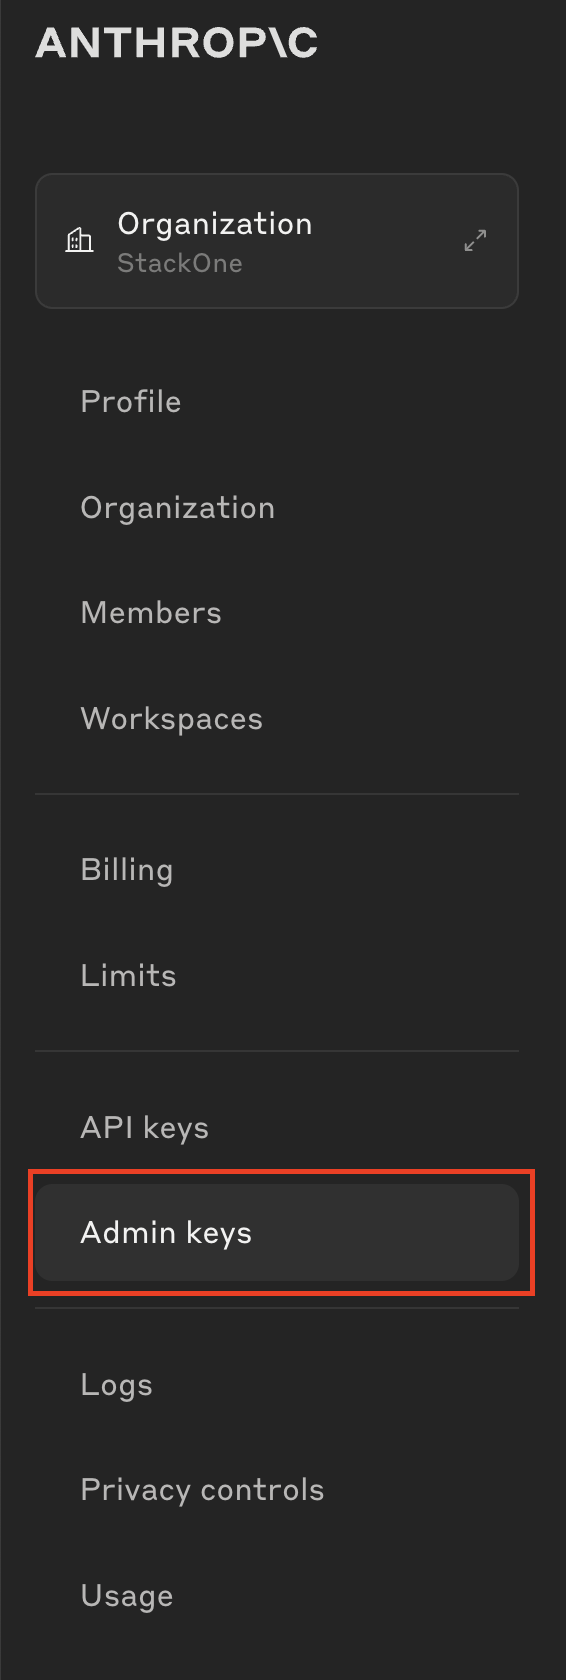 ANTHROP\C
Organization
StackOne
Profile
Organization
Members
Workspaces
Billing
Limits
API keys
Admin keys
Logs
Privacy controls
Usage